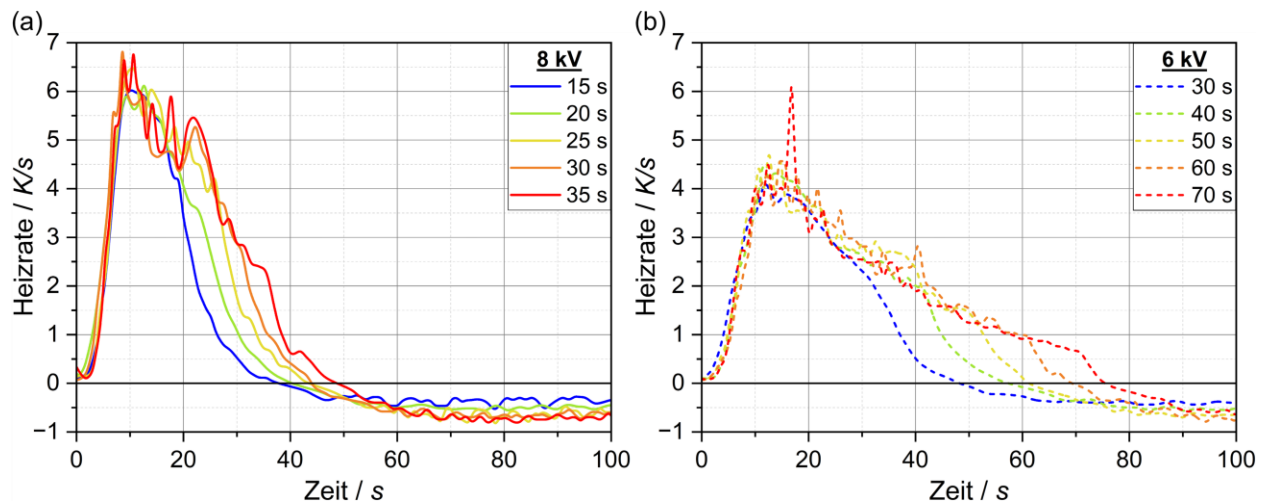 (a)
7
6
5
4
3
2
1
0
−1
Heizrate / K/s
8 kV
15 s
20 s
25 s
30 s
35 s
0 20 40 60 80 100
Zeit / s
(b)
7
6
5
4
3
2
1
0
−1
Heizrate / K/s
6 kV
30 s
40 s
50 s
60 s
70 s
0 20 40 60 80 100
Zeit / s